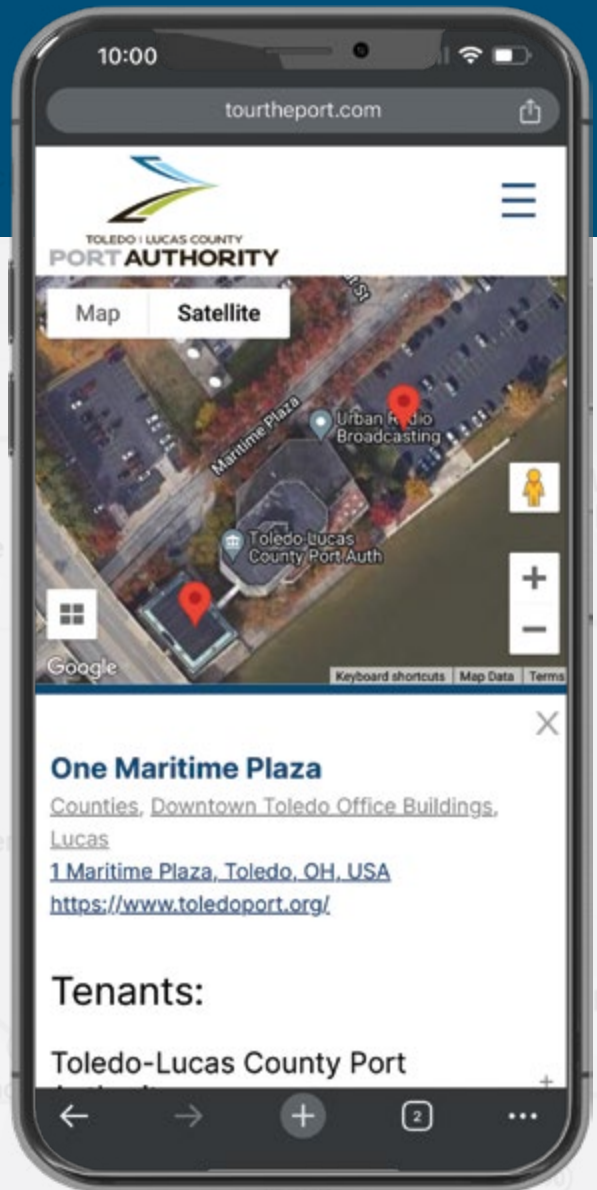 10:00
tourtheport.com
TOLEDO | LUCAS COUNTY
PORT AUTHORITY
Map Satellite
Maritime Plaza
Urban Radio
Broadcasting
Toledo-Lucas
County Port Auth
Google
Keyboard shortcuts Map Data Terms
X
One Maritime Plaza
Counties, Downtown Toledo Office Buildings,
Lucas
1 Maritime Plaza, Toledo, OH, USA
https://www.toledoport.org/
Tenants:
Toledo-Lucas County Port
2